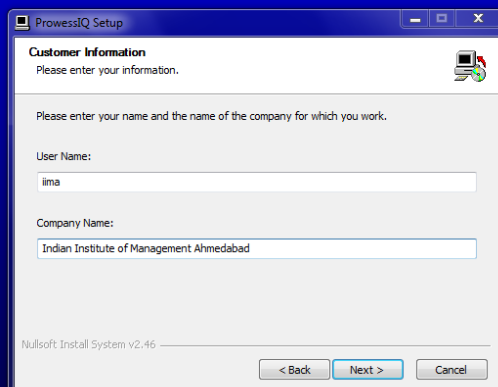 ProwessIQ Setup
Customer Information
Please enter your information.
Please enter your name and the name of the company for which you work.
User Name:
iima
Company Name:
Indian Institute of Management Ahmedabad
Nullsoft Install System v2.46
< Back
Next >
Cancel